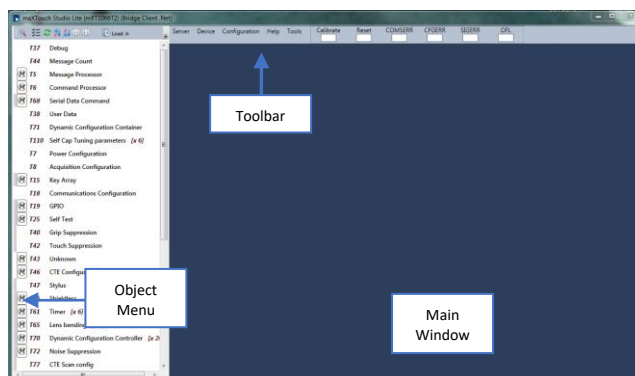 maXTouch Studio Lite (mXT1066T2) (Bridge Client .Net)
Load
Server Device Configuration Help Tools Calibrate Reset COMSERR CFGERR SIGERR OFL
T37 Debug
T44 Message Count
T5 Message Processor
T6 Command Processor
T68 Serial Data Command
T38 User Data
T71 Dynamic Configuration Container
T110 Self Cap Tuning parameters [x 6]
T7 Power Configuration
T8 Acquisition Configuration
T15 Key Array
T18 Communications Configuration
T19 GPIO
T25 Self Test
T40 Grip Suppression
T42 Touch Suppression
T43 Unknown
T46 CTE Configu
T47 Stylus
Shieldless
T61 Timer [x 6]
T65 Lens bending
T70 Dynamic Configuration Controller [x 2
T72 Noise Suppression
T77 CTE Scan config
Toolbar
Object
Menu
Main
Window